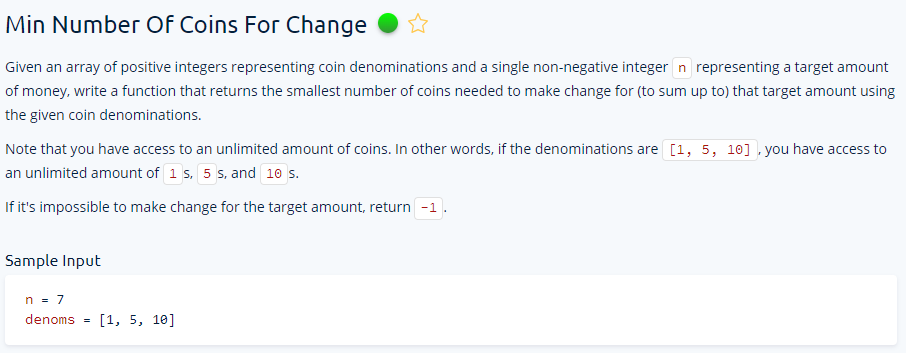 Min Number Of Coins For Change
Given an array of positive integers representing coin denominations and a single non-negative integer n representing a target amount
of money, write a function that returns the smallest number of coins needed to make change for (to sum up to) that target amount using
the given coin denominations.
Note that you have access to an unlimited amount of coins. In other words, if the denominations are [1, 5, 10], you have access to
an unlimited amount of 1s, 5s, and 10s.
If it's impossible to make change for the target amount, return -1.
Sample Input
n = 7
denoms = [1, 5, 10]